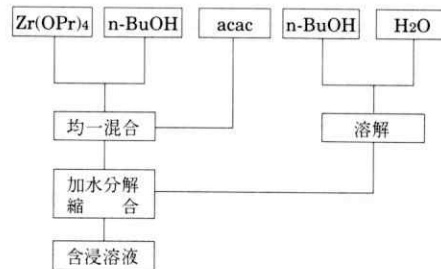 Zr(OPr)4
n-BuOH
acac
n-BuOH
H2O
均一混合
溶解
加水分解
縮 合
含浸溶液